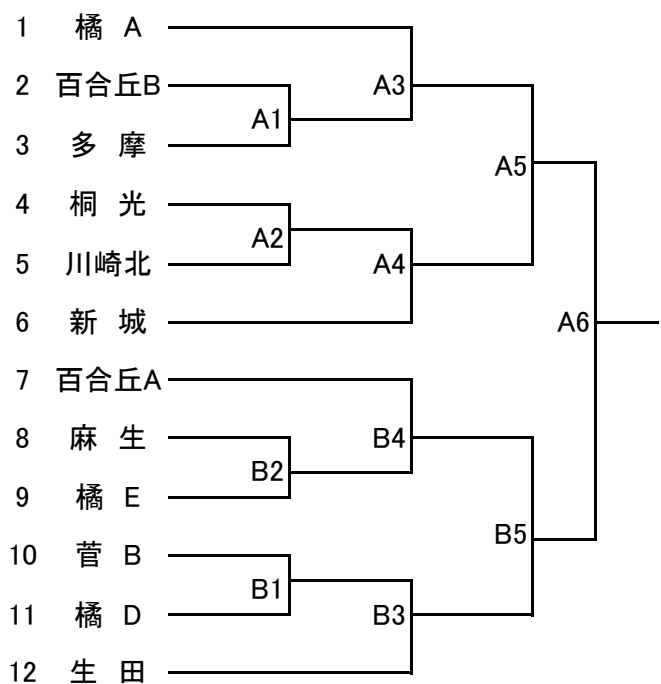 1 橘 A
A3
2 百合丘B
A1
3 多 摩
A5
4 桐 光
A2
5 川崎北
A4
6 新 城
A6
7 百合丘A
8 麻 生
B4
B2
9 橘 E
B5
10 菅 B
B1
11 橘 D
B3
12 生 田